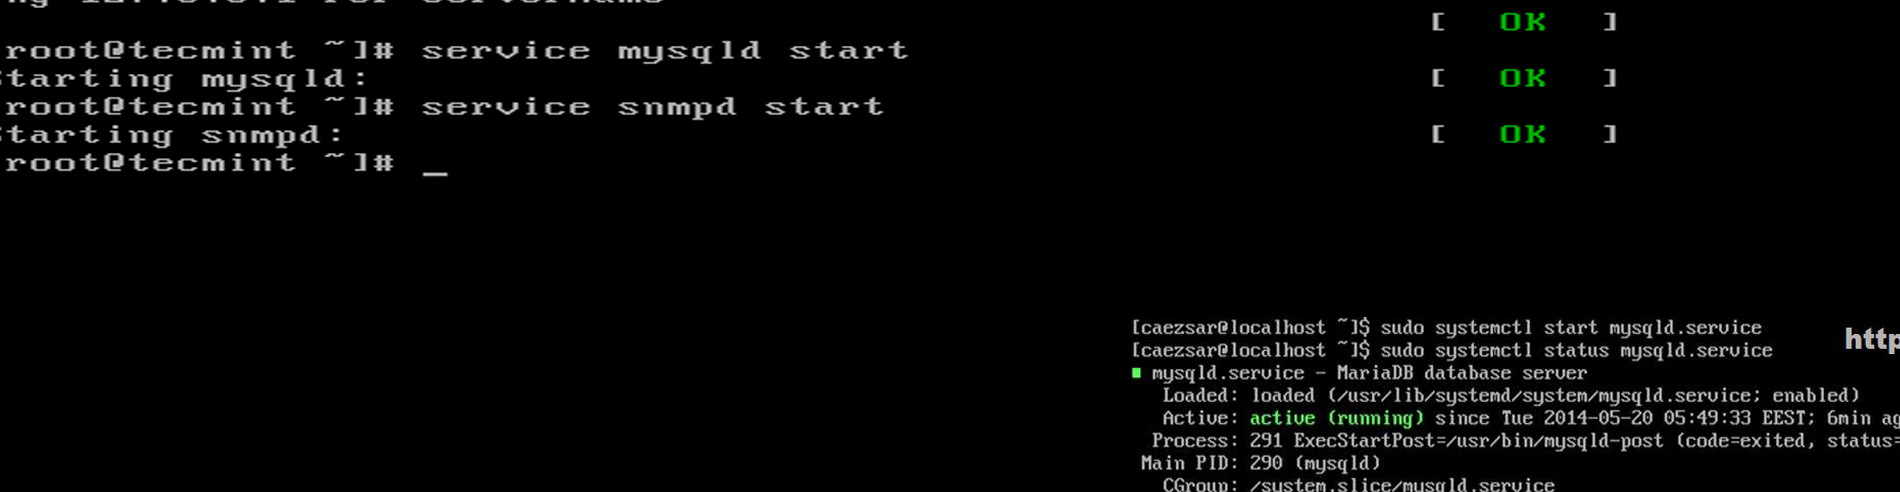 [ OK ]
root@tecmint ~]# service mysqld start
tarting mysqld: [ OK ]
root@tecmint ~]# service snmpd start
tarting snmpd: [ OK ]
root@tecmint ~]# _
[caezsar@localhost ~]$ sudo systemctl start mysqld.service
http
[caezsar@localhost ~]$ sudo systemctl status mysqld.service
mysqld.service - MariaDB database server
Loaded: loaded (/usr/lib/systemd/system/mysqld.service; enabled)
Active: active (running) since Tue 2014-05-20 05:49:33 EEST; 6min ag
Process: 291 ExecStartPost=/usr/bin/mysqld-post (code=exited, status=
Main PID: 290 (mysqld)
CGroup: /system.slice/mysqld.service